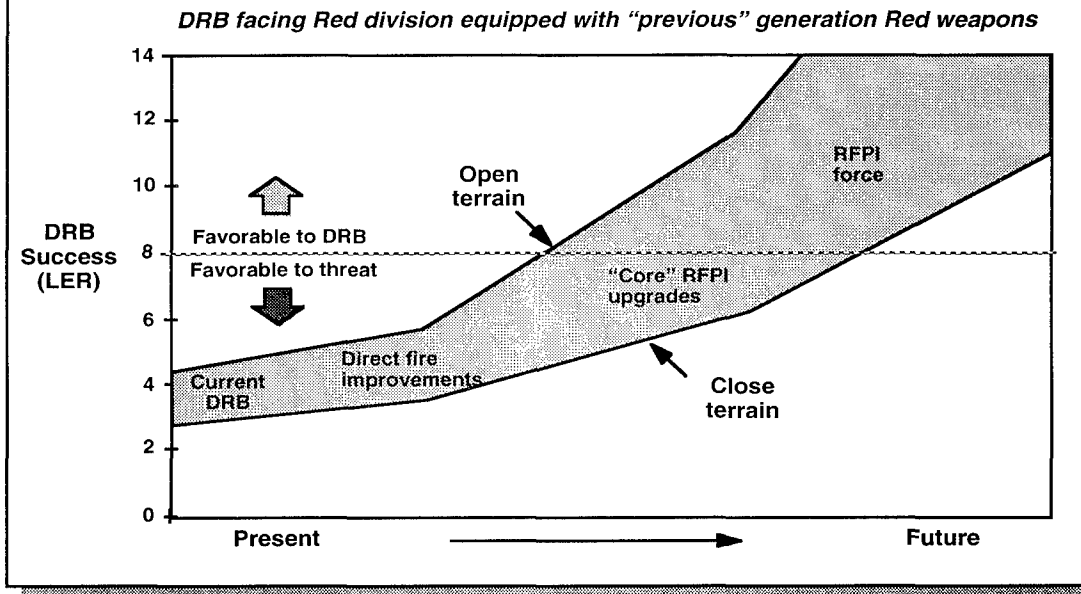 DRB facing Red division equipped with “previous” generation Red weapons
14
12
10
8
6
4
2
0
DRB
Success
(LER)
Favorable to DRB
Favorable to threat
Open
terrain
RFPI
force
“Core” RFPI
upgrades
Direct fire
improvements
Current
DRB
Close
terrain
Present
Future